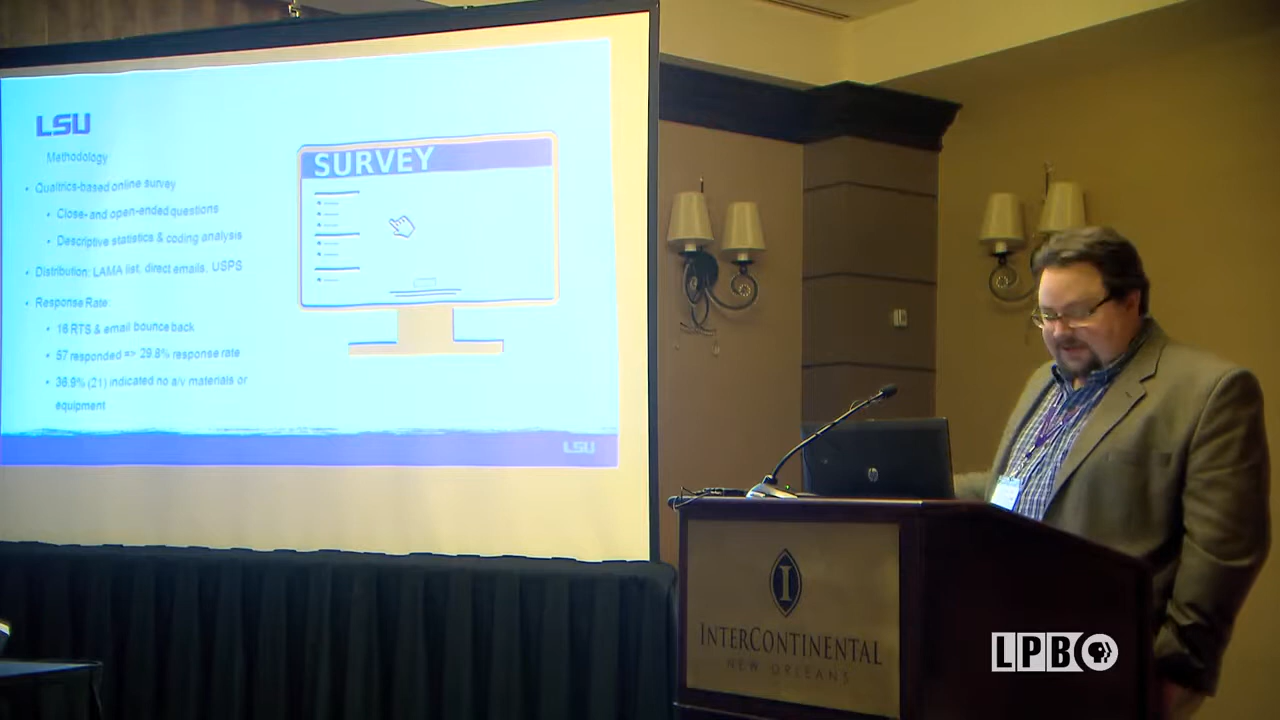 LSU
Methodology
• Qualtrics-based online survey
• Close- and open-ended questions
• Descriptive statistics & coding analysis
• Distribution: LAMA list, direct emails, USPS
• Response Rate
• 16 RTS & email bounce back
• 57 responded => 29.8% response rate
• 36.9% (21) indicated no a/v materials or
equipment
SURVEY
LSU
hp
I
INTERCONTINENTAL
NEW ORLEANS
LPB